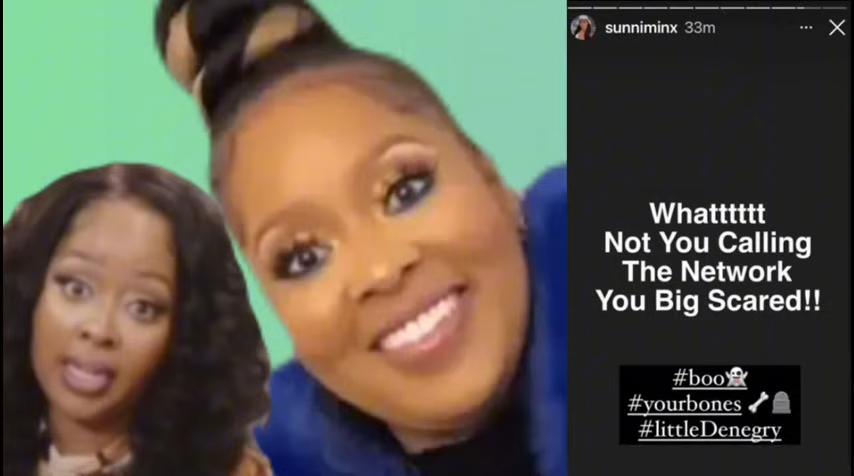 sunniminx 33m
Whatttttt
Not You Calling
The Network
You Big Scared!!
#boo👻
#yourbones 🦴🪦
#littleDenegry